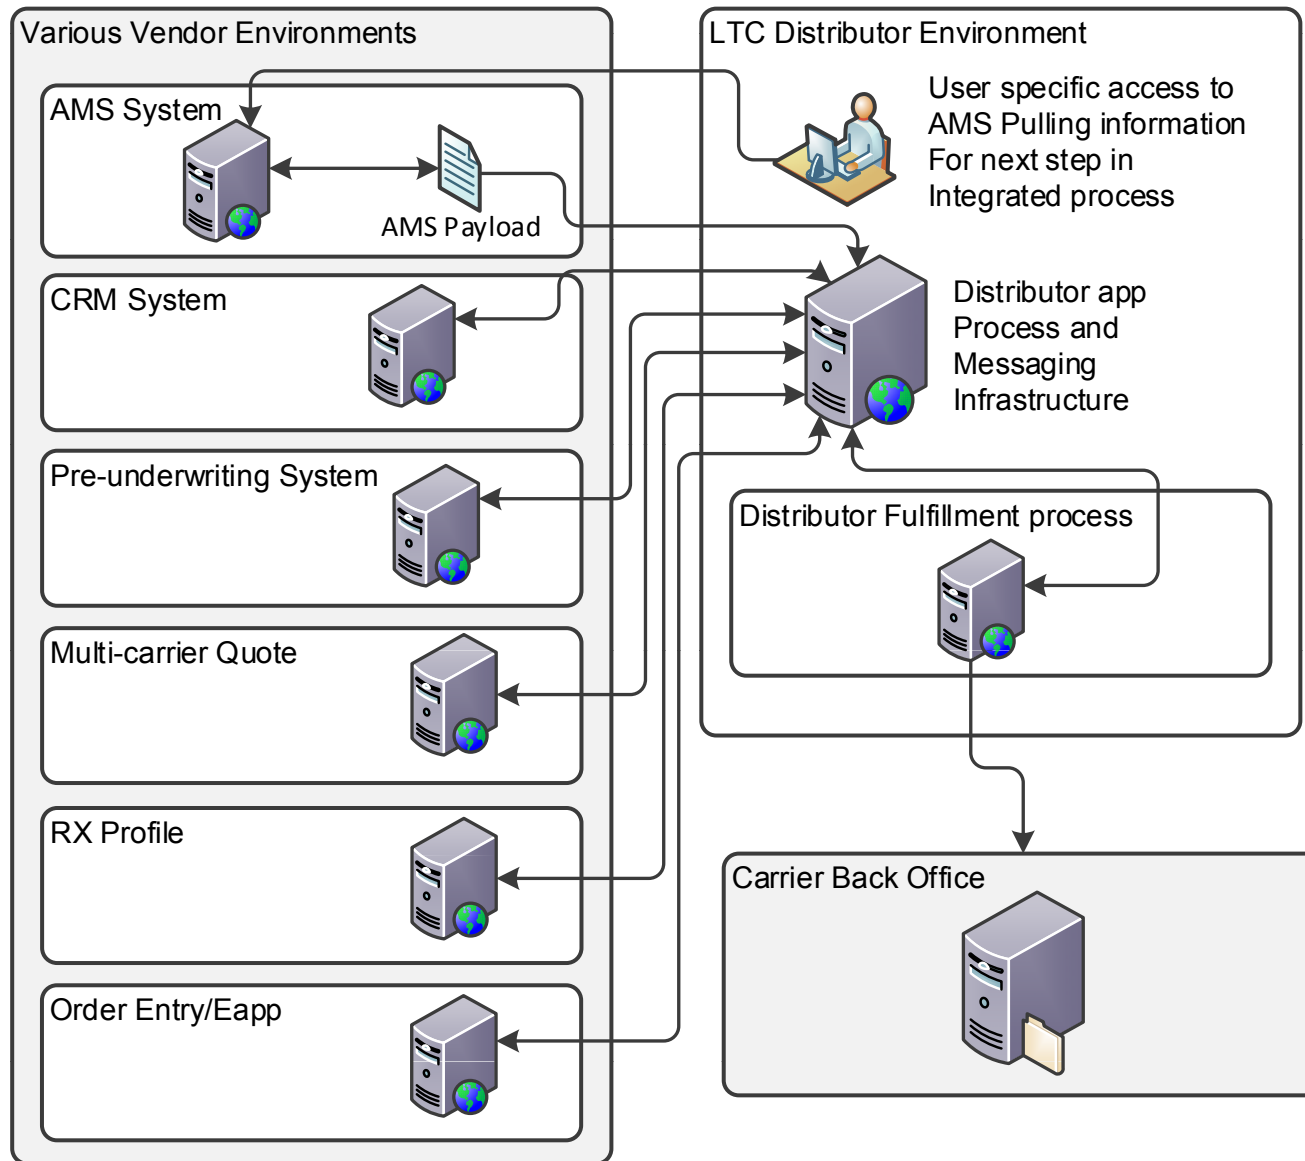 Various Vendor Environments
AMS System
AMS Payload
CRM System
Pre-underwriting System
Multi-carrier Quote
RX Profile
Order Entry/Eapp
LTC Distributor Environment
User specific access to
AMS Pulling information
For next step in
Integrated process
Distributor app
Process and
Messaging
Infrastructure
Distributor Fulfillment process
Carrier Back Office